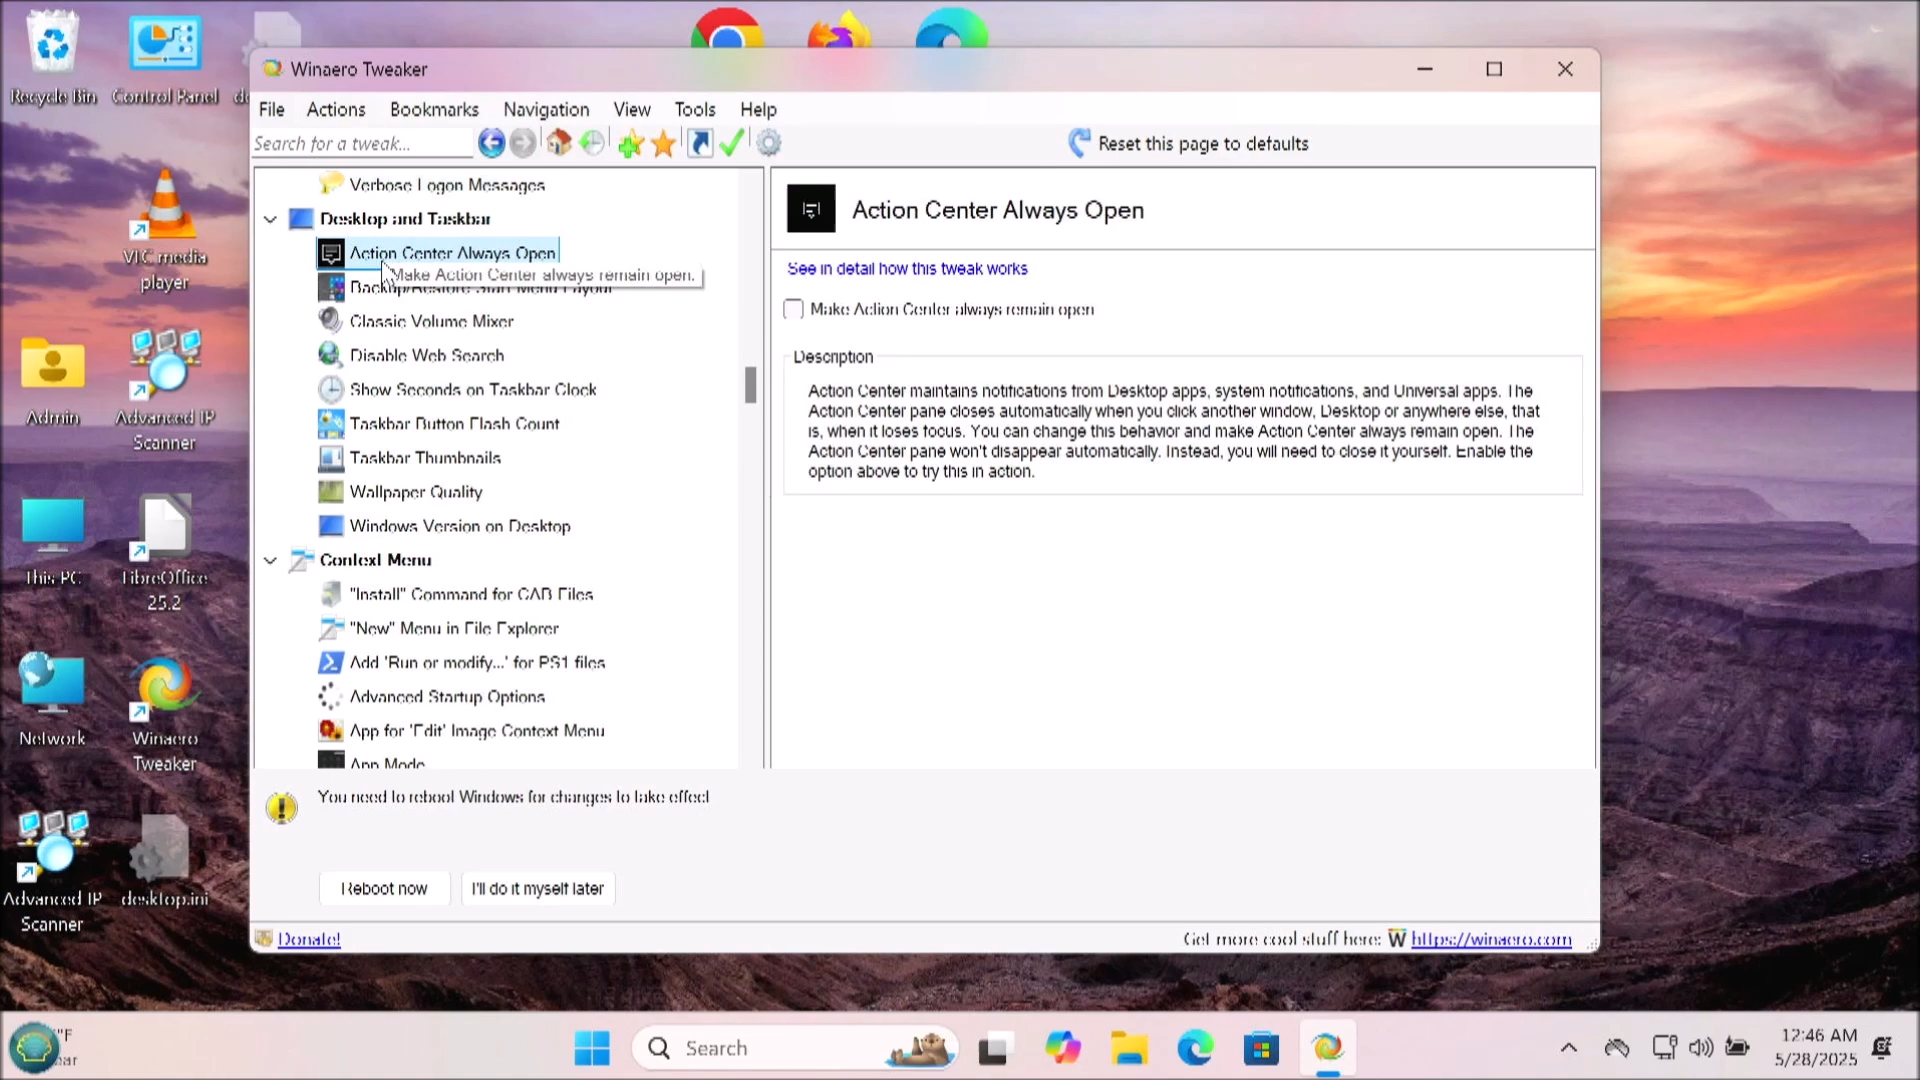 Recycle Bin
Control Panel
Winaero Tweaker
File Actions Bookmarks Navigation View Tools Help
Search for a tweak...
Reset this page to defaults
VLC media
player
Admin
Advanced IP
Scanner
This PC
LibreOffice
25.2
Network
Winaero
Tweaker
Advanced IP
Scanner
desktop.ini
Verbose Logon Messages
Desktop and Taskbar
Action Center Always Open
Make Action Center always remain open.
Backup/Restore Start Menu Layout
Classic Volume Mixer
Disable Web Search
Show Seconds on Taskbar Clock
Taskbar Button Flash Count
Taskbar Thumbnails
Wallpaper Quality
Windows Version on Desktop
Context Menu
"Install" Command for CAB Files
"New" Menu in File Explorer
Add 'Run or modify...' for PS1 files
Advanced Startup Options
App for 'Edit' Image Context Menu
App Mode
Action Center Always Open
See in detail how this tweak works
Make Action Center always remain open
Description
Action Center maintains notifications from Desktop apps, system notifications, and Universal apps. The
Action Center pane closes automatically when you click another window, Desktop or anywhere else, that
is, when it loses focus. You can change this behavior and make Action Center always remain open. The
Action Center pane won't disappear automatically. Instead, you will need to close it yourself. Enable the
option above to try this in action.
You need to reboot Windows for changes to take effect
Reboot now
I'll do it myself later
Donate!
Get more cool stuff here: W https://winaero.com
Search
12:46 AM
5/28/2025